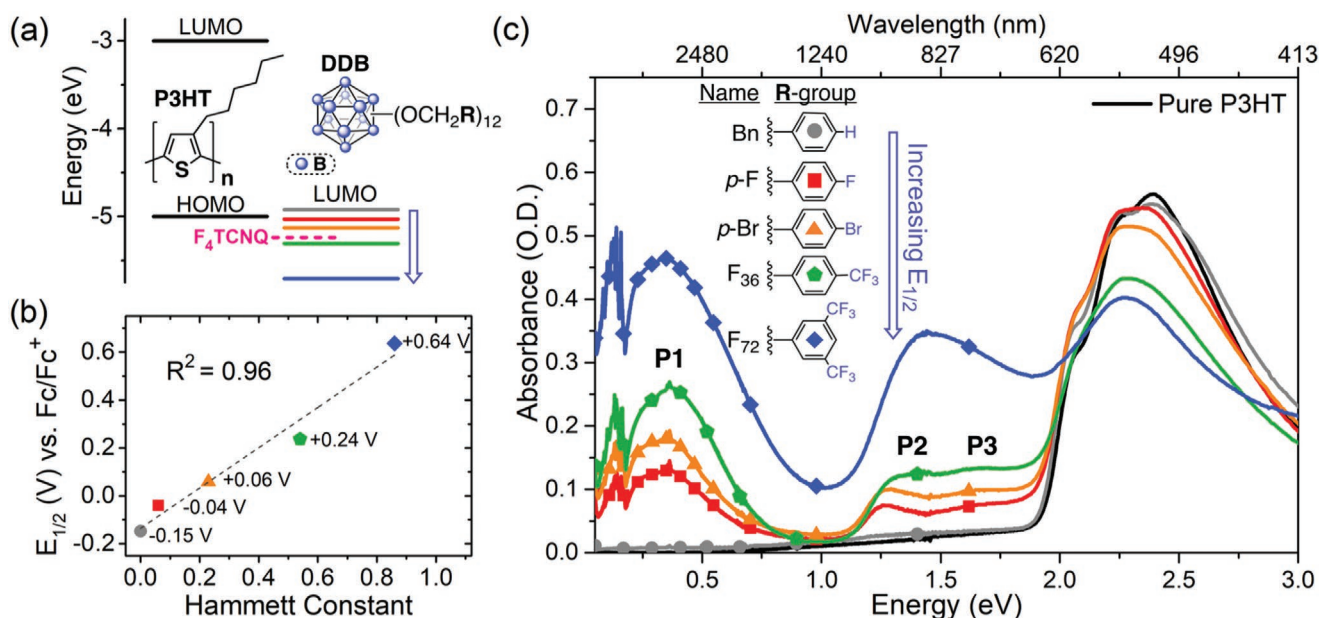 (a)
LUMO
-3
-4
-5
Energy (eV)
P3HT
S
n
HOMO
DDB
(OCH2R)12
B
LUMO
F4TCNQ
(b)
E1/2 (V) vs. Fc/Fc+
0.6
0.4
0.2
0.0
-0.2
R2 = 0.96
+0.64 V
+0.24 V
+0.06 V
-0.04 V
-0.15 V
0.0 0.2 0.4 0.6 0.8 1.0
Hammett Constant
(c)
Wavelength (nm)
2480 1240 827 620 496 413
Absorbance (O.D.)
0.7
0.6
0.5
0.4
0.3
0.2
0.1
0.0
Name R-group
Bn H
p-F F
p-Br Br
F36 CF3
F72 CF3
CF3
Increasing E1/2
Pure P3HT
P1
P2
P3
0.5 1.0 1.5 2.0 2.5 3.0
Energy (eV)